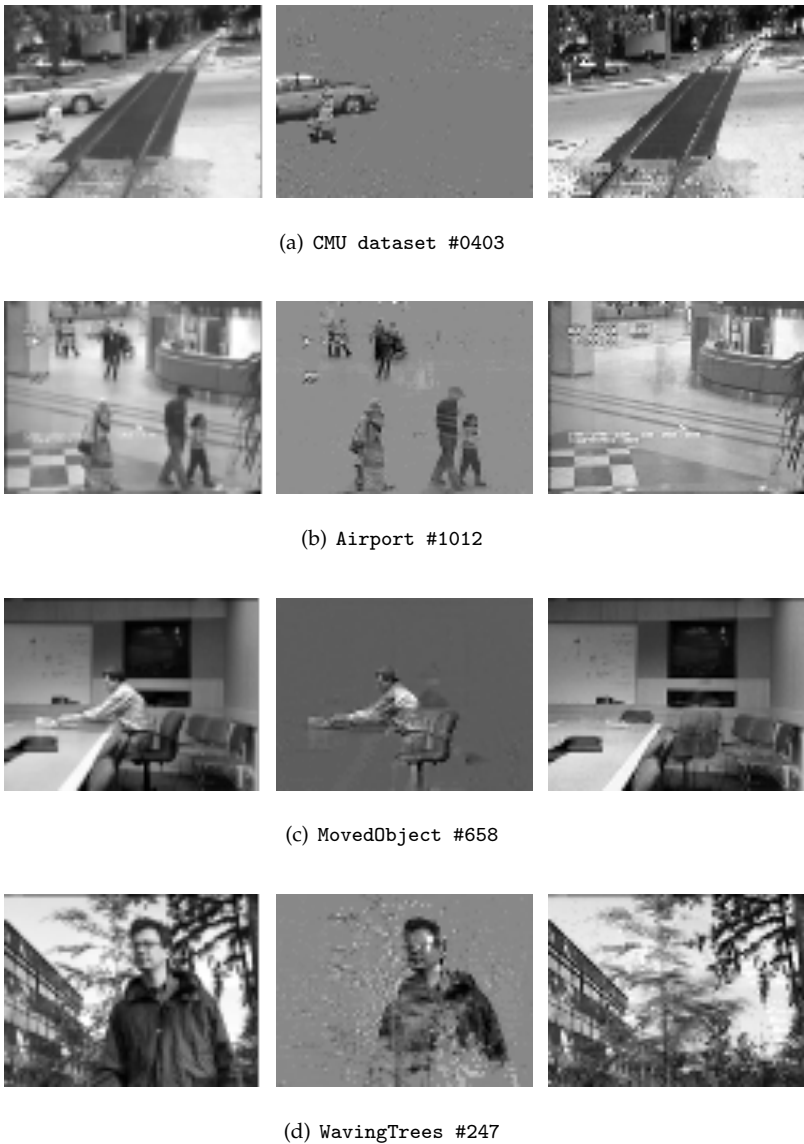 (a) CMU dataset #0403
(b) Airport #1012
(c) MovedObject #658
(d) WavingTrees #247